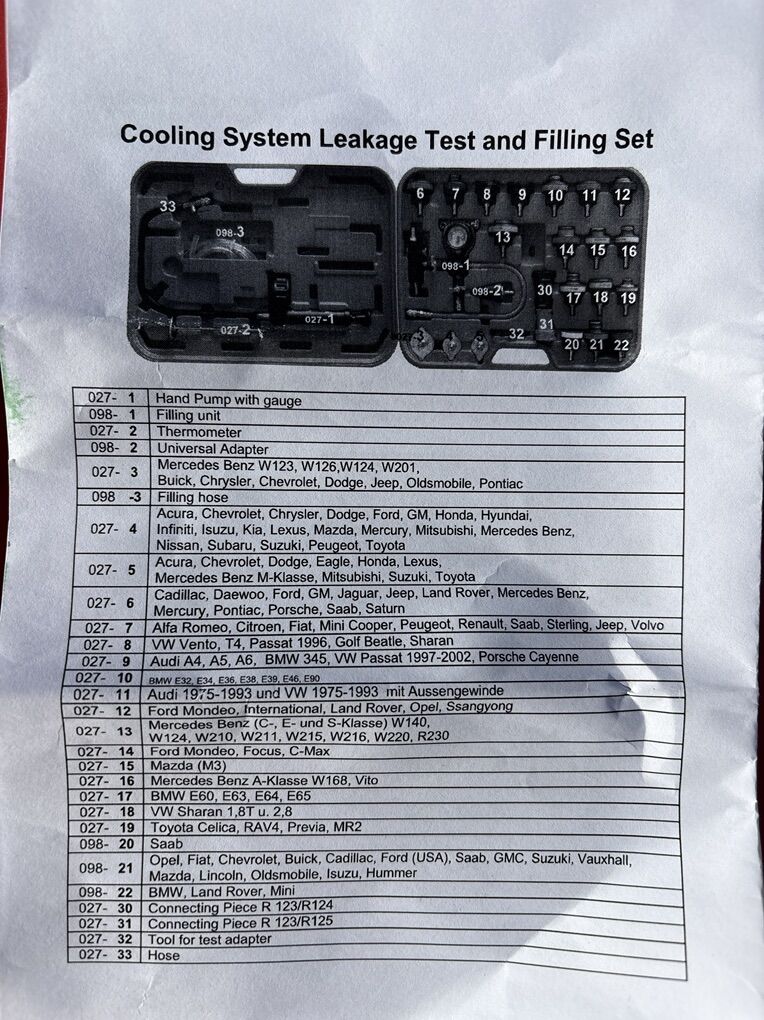 Cooling System Leakage Test and Filling Set
33
098-3
027-1
027-2
6 7 8 9 10 11 12
13
098-1
14 15 16
098-2
30
17 18 19
31
32
20 21 22
027- 1 Hand Pump with gauge
098- 1 Filling unit
027- 2 Thermometer
098- 2 Universal Adapter
027- 3 Mercedes Benz W123, W126,W124, W201,
Buick, Chrysler, Chevrolet, Dodge, Jeep, Oldsmobile, Pontiac
098 -3 Filling hose
027- 4 Acura, Chevrolet, Chrysler, Dodge, Ford, GM, Honda, Hyundai,
Infiniti, Isuzu, Kia, Lexus, Mazda, Mercury, Mitsubishi, Mercedes Benz,
Nissan, Subaru, Suzuki, Peugeot, Toyota
027- 5 Acura, Chevrolet, Dodge, Eagle, Honda, Lexus,
Mercedes Benz M-Klasse, Mitsubishi, Suzuki, Toyota
027- 6 Cadillac, Daewoo, Ford, GM, Jaguar, Jeep, Land Rover, Mercedes Benz,
Mercury, Pontiac, Porsche, Saab, Saturn
027- 7 Alfa Romeo, Citroen, Fiat, Mini Cooper, Peugeot, Renault, Saab, Sterling, Jeep, Volvo
027- 8 VW Vento, T4, Passat 1996, Golf Beatle, Sharan
027- 9 Audi A4, A5, A6, BMW 345, VW Passat 1997-2002, Porsche Cayenne
027- 10 BMW E32, E34, E36, E38, E39, E46, E90
027- 11 Audi 1975-1993 und VW 1975-1993 mit Aussengewinde
027- 12 Ford Mondeo, International, Land Rover, Opel, Ssangyong
027- 13 Mercedes Benz (C-, E- und S-Klasse) W140,
W124, W210, W211, W215, W216, W220, R230
027- 14 Ford Mondeo, Focus, C-Max
027- 15 Mazda (M3)
027- 16 Mercedes Benz A-Klasse W168, Vito
027- 17 BMW E60, E63, E64, E65
027- 18 VW Sharan 1,8T u. 2,8
027- 19 Toyota Celica, RAV4, Previa, MR2
098- 20 Saab
098- 21 Opel, Fiat, Chevrolet, Buick, Cadillac, Ford (USA), Saab, GMC, Suzuki, Vauxhall,
Mazda, Lincoln, Oldsmobile, Isuzu, Hummer
098- 22 BMW, Land Rover, Mini
027- 30 Connecting Piece R 123/R124
027- 31 Connecting Piece R 123/R125
027- 32 Tool for test adapter
027- 33 Hose